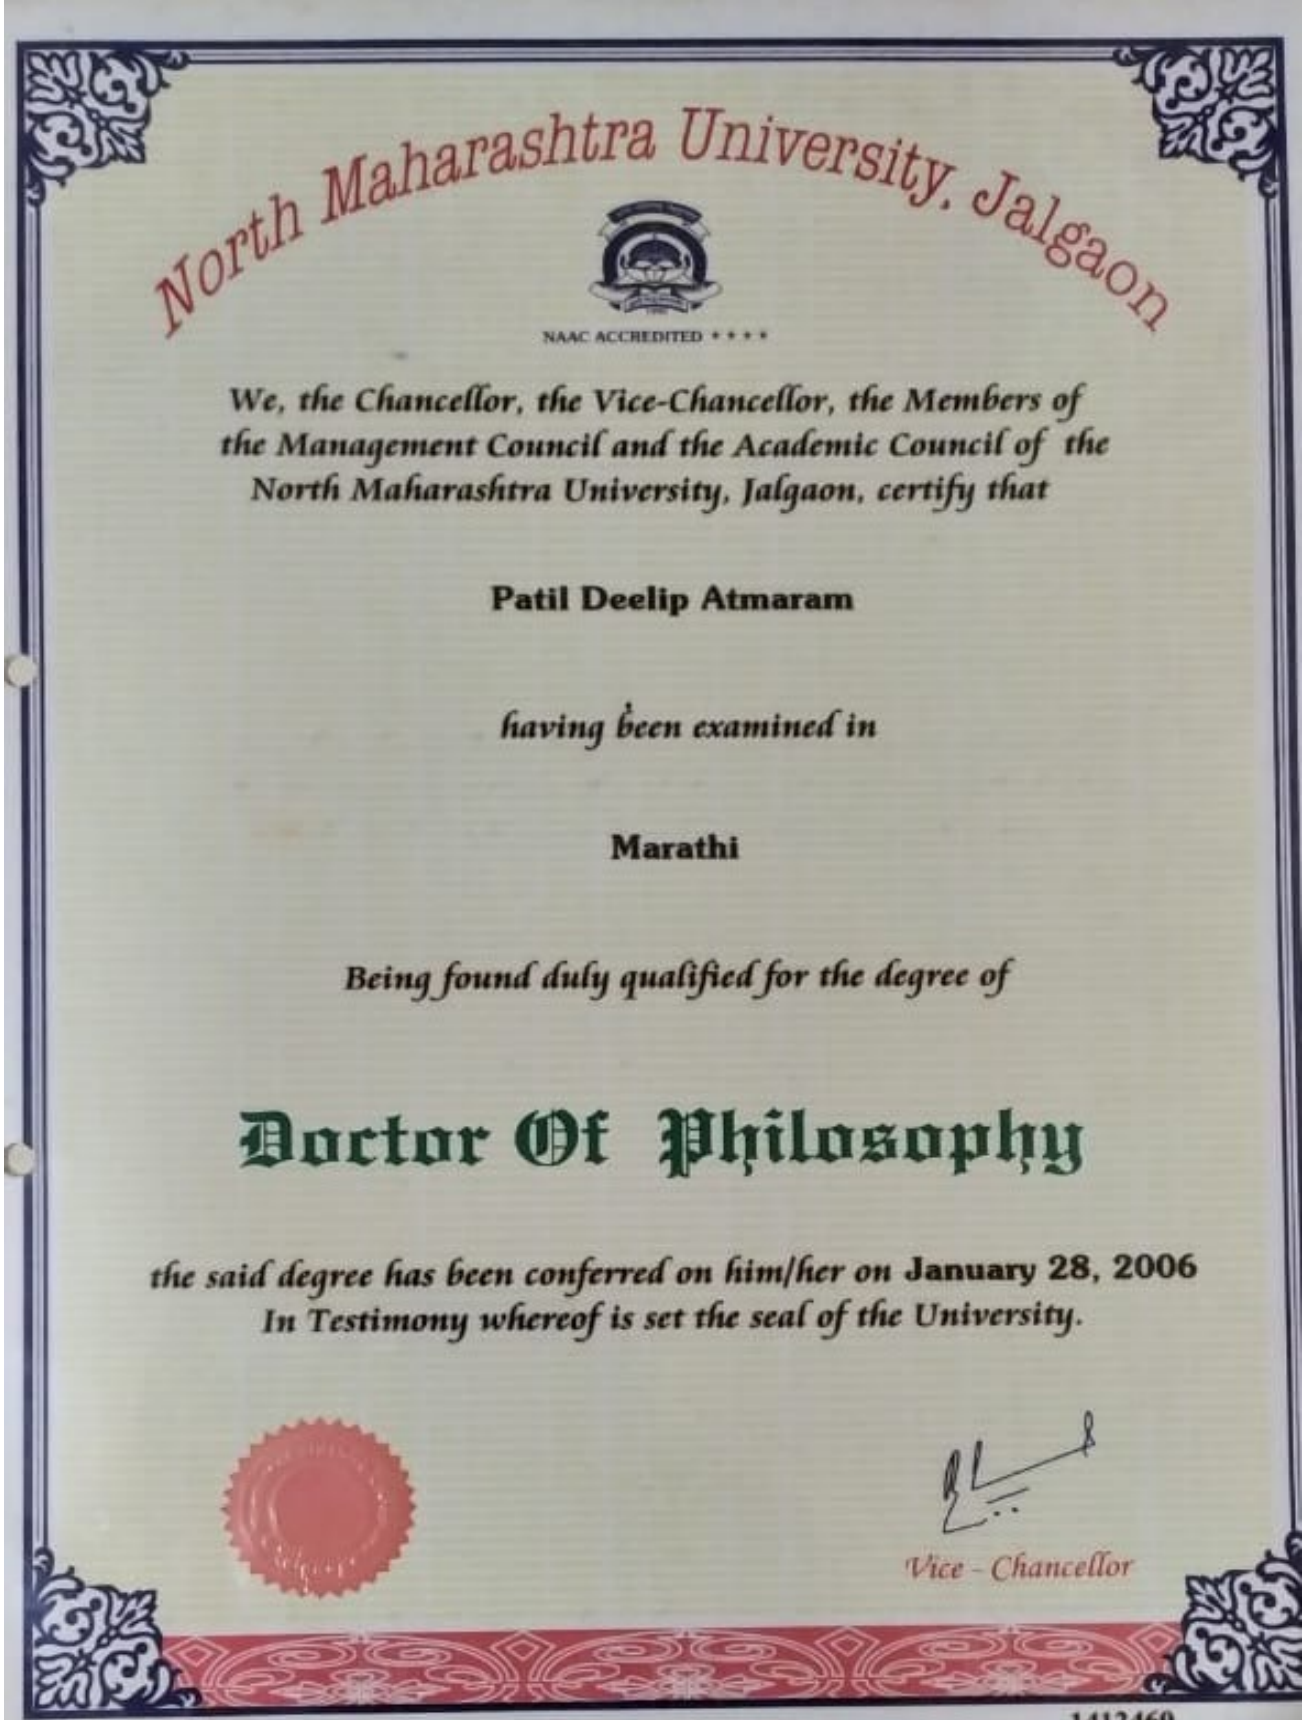 North Maharashtra University, Jalgaon
NAAC ACCREDITED ★ ★ ★ ★
We, the Chancellor, the Vice-Chancellor, the Members of
the Management Council and the Academic Council of the
North Maharashtra University, Jalgaon, certify that
Patil Deelip Atmaram
having been examined in
Marathi
Being found duly qualified for the degree of
Doctor Of Philosophy
the said degree has been conferred on him/her on January 28, 2006
In Testimony whereof is set the seal of the University.
Vice - Chancellor